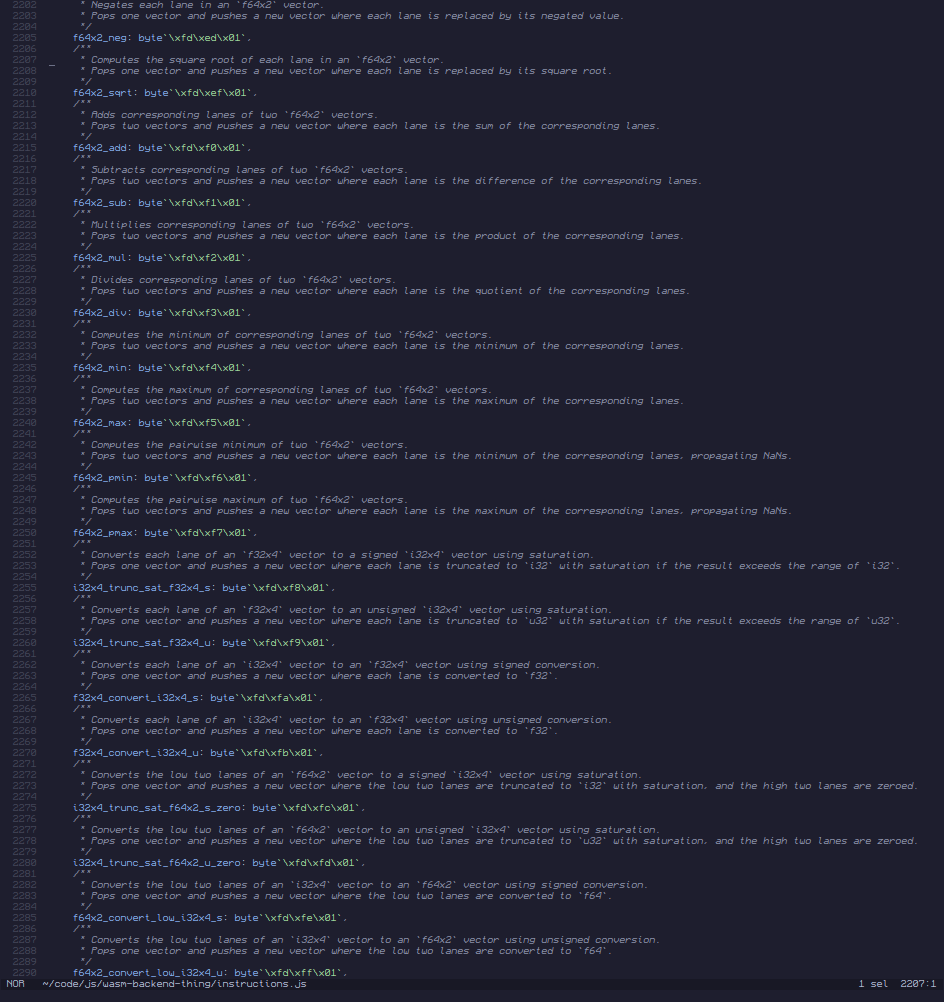 2202 * Negates each lane in an `f64x2` vector.
2203 * Pops one vector and pushes a new vector where each lane is replaced by its negated value.
2204 */
2205 f64x2_neg: byte`\xfd\xed\x01`,
2206 /**
2207 * Computes the square root of each lane in an `f64x2` vector.
2208 * Pops one vector and pushes a new vector where each lane is replaced by its square root.
2209 */
2210 f64x2_sqrt: byte`\xfd\xef\x01`,
2211 /**
2212 * Adds corresponding lanes of two `f64x2` vectors.
2213 * Pops two vectors and pushes a new vector where each lane is the sum of the corresponding lanes.
2214 */
2215 f64x2_add: byte`\xfd\xf0\x01`,
2216 /**
2217 * Subtracts corresponding lanes of two `f64x2` vectors.
2218 * Pops two vectors and pushes a new vector where each lane is the difference of the corresponding lanes.
2219 */
2220 f64x2_sub: byte`\xfd\xf1\x01`,
2221 /**
2222 * Multiplies corresponding lanes of two `f64x2` vectors.
2223 * Pops two vectors and pushes a new vector where each lane is the product of the corresponding lanes.
2224 */
2225 f64x2_mul: byte`\xfd\xf2\x01`,
2226 /**
2227 * Divides corresponding lanes of two `f64x2` vectors.
2228 * Pops two vectors and pushes a new vector where each lane is the quotient of the corresponding lanes.
2229 */
2230 f64x2_div: byte`\xfd\xf3\x01`,
2231 /**
2232 * Computes the minimum of corresponding lanes of two `f64x2` vectors.
2233 * Pops two vectors and pushes a new vector where each lane is the minimum of the corresponding lanes.
2234 */
2235 f64x2_min: byte`\xfd\xf4\x01`,
2236 /**
2237 * Computes the maximum of corresponding lanes of two `f64x2` vectors.
2238 * Pops two vectors and pushes a new vector where each lane is the maximum of the corresponding lanes.
2239 */
2240 f64x2_max: byte`\xfd\xf5\x01`,
2241 /**
2242 * Computes the pairwise minimum of two `f64x2` vectors.
2243 * Pops two vectors and pushes a new vector where each lane is the minimum of the corresponding lanes, propagating NaNs.
2244 */
2245 f64x2_pmin: byte`\xfd\xf6\x01`,
2246 /**
2247 * Computes the pairwise maximum of two `f64x2` vectors.
2248 * Pops two vectors and pushes a new vector where each lane is the maximum of the corresponding lanes, propagating NaNs.
2249 */
2250 f64x2_pmax: byte`\xfd\xf7\x01`,
2251 /**
2252 * Converts each lane of an `f32x4` vector to a signed `i32x4` vector using saturation.
2253 * Pops one vector and pushes a new vector where each lane is truncated to `i32` with saturation if the result exceeds the range of `i32`.
2254 */
2255 i32x4_trunc_sat_f32x4_s: byte`\xfd\xf8\x01`,
2256 /**
2257 * Converts each lane of an `f32x4` vector to an unsigned `i32x4` vector using saturation.
2258 * Pops one vector and pushes a new vector where each lane is truncated to `u32` with saturation if the result exceeds the range of `u32`.
2259 */
2260 i32x4_trunc_sat_f32x4_u: byte`\xfd\xf9\x01`,
2261 /**
2262 * Converts each lane of an `i32x4` vector to an `f32x4` vector using signed conversion.
2263 * Pops one vector and pushes a new vector where each lane is converted to `f32`.
2264 */
2265 f32x4_convert_i32x4_s: byte`\xfd\xfa\x01`,
2266 /**
2267 * Converts each lane of an `i32x4` vector to an `f32x4` vector using unsigned conversion.
2268 * Pops one vector and pushes a new vector where each lane is converted to `f32`.
2269 */
2270 f32x4_convert_i32x4_u: byte`\xfd\xfb\x01`,
2271 /**
2272 * Converts the low two lanes of an `f64x2` vector to a signed `i32x4` vector using saturation.
2273 * Pops one vector and pushes a new vector where the low two lanes are truncated to `i32` with saturation, and the high two lanes are zeroed.
2274 */
2275 i32x4_trunc_sat_f64x2_s_zero: byte`\xfd\xfc\x01`,
2276 /**
2277 * Converts the low two lanes of an `f64x2` vector to an unsigned `i32x4` vector using saturation.
2278 * Pops one vector and pushes a new vector where the low two lanes are truncated to `u32` with saturation, and the high two lanes are zeroed.
2279 */
2280 i32x4_trunc_sat_f64x2_u_zero: byte`\xfd\xfd\x01`,
2281 /**
2282 * Converts the low two lanes of an `i32x4` vector to an `f64x2` vector using signed conversion.
2283 * Pops one vector and pushes a new vector where the low two lanes are converted to `f64`.
2284 */
2285 f64x2_convert_low_i32x4_s: byte`\xfd\xfe\x01`,
2286 /**
2287 * Converts the low two lanes of an `i32x4` vector to an `f64x2` vector using unsigned conversion.
2288 * Pops one vector and pushes a new vector where the low two lanes are converted to `f64`.
2289 */
2290 f64x2_convert_low_i32x4_u: byte`\xfd\xff\x01`,
NOR ~/code/js/wasm-backend-thing/instructions.js 1 sel 2207:1